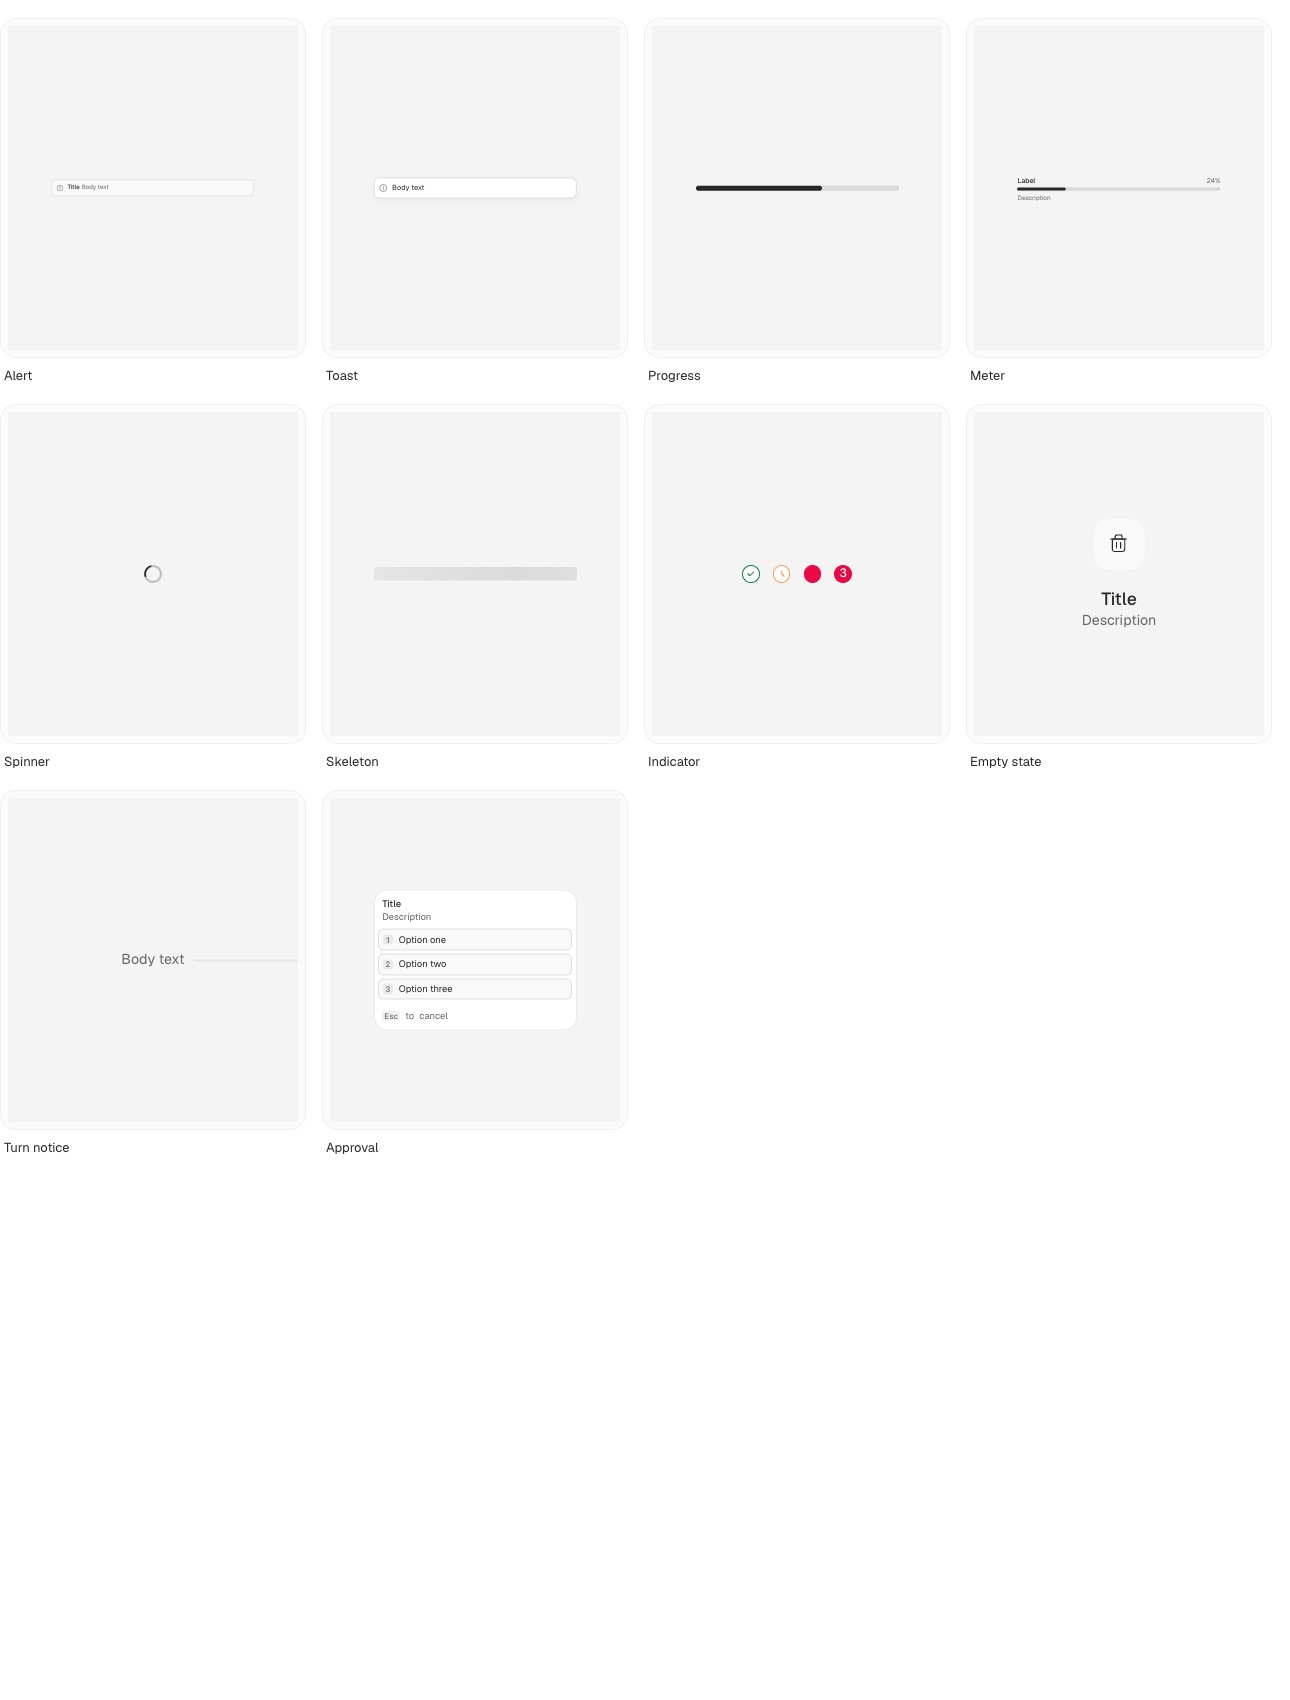 Title Body text
Body text
Label 24%
Description
Alert
Toast
Progress
Meter
3
Title
Description
Spinner
Skeleton
Indicator
Empty state
Body text
Title
Description
1 Option one
2 Option two
3 Option three
Esc to cancel
Turn notice
Approval